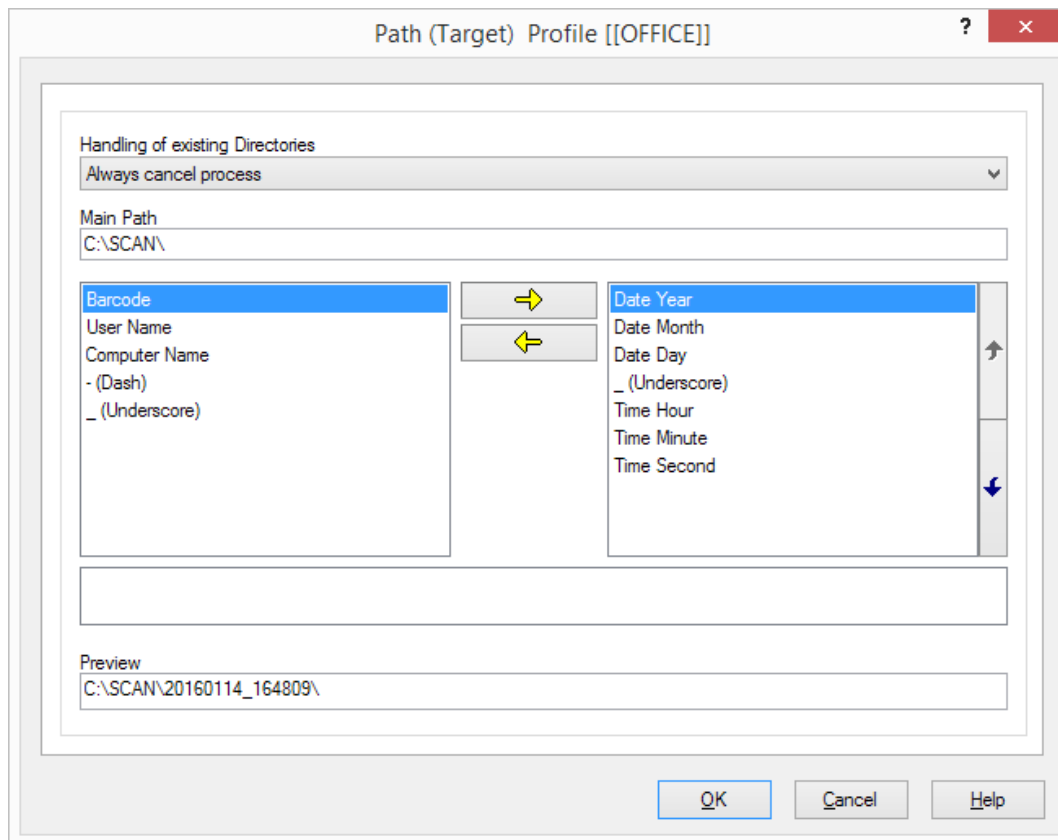 Path (Target)  Profile [[OFFICE]]
?
Handling of existing Directories
Always cancel process
Main Path
C:\SCAN\
Barcode
User Name
Computer Name
- (Dash)
_ (Underscore)
Date Year
Date Month
Date Day
_ (Underscore)
Time Hour
Time Minute
Time Second
Preview
C:\SCAN\20160114_164809\
OK
Cancel
Help